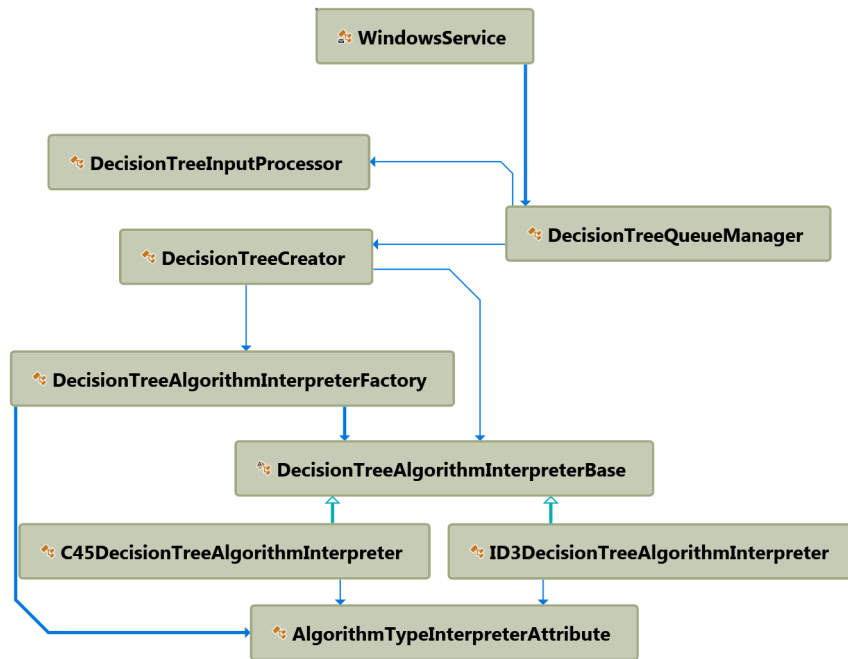 WindowsService
DecisionTreeInputProcessor
DecisionTreeQueueManager
DecisionTreeCreator
DecisionTreeAlgorithmInterpreterFactory
DecisionTreeAlgorithmInterpreterBase
C45DecisionTreeAlgorithmInterpreter
ID3DecisionTreeAlgorithmInterpreter
AlgorithmTypeInterpreterAttribute